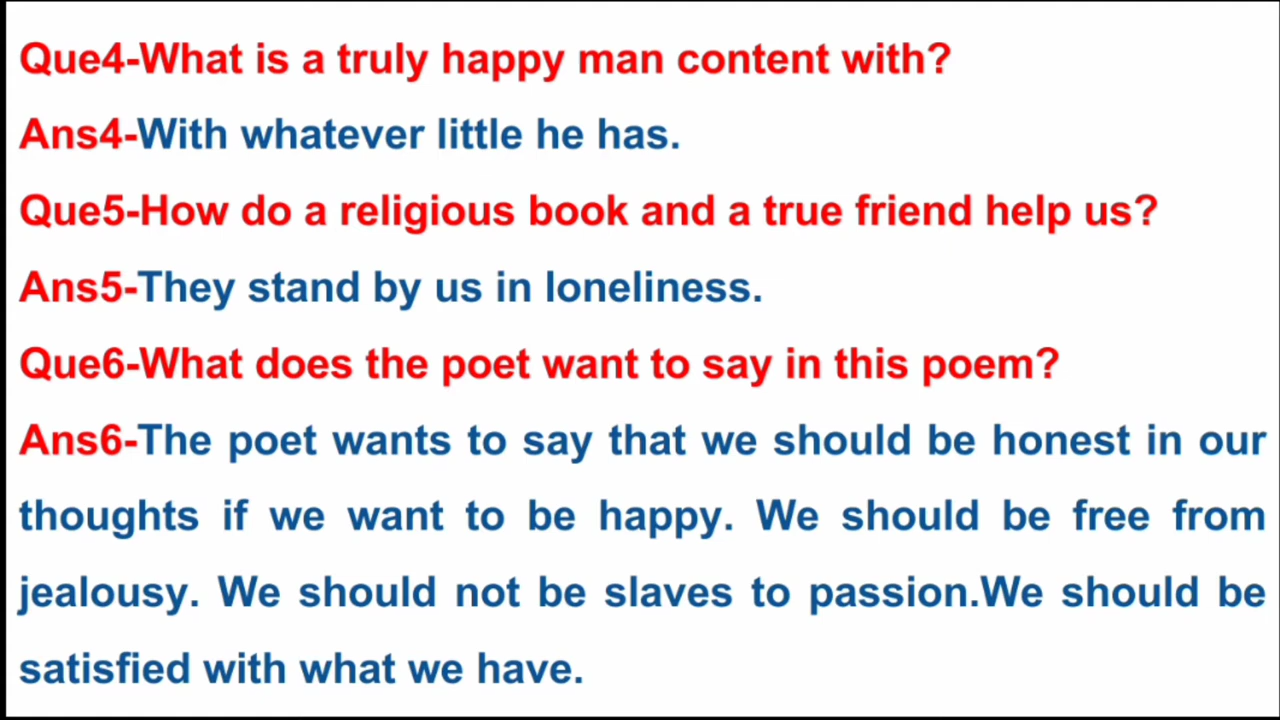 Que4-What is a truly happy man content with?
Ans4-With whatever little he has.
Que5-How do a religious book and a true friend help us?
Ans5-They stand by us in loneliness.
Que6-What does the poet want to say in this poem?
Ans6-The poet wants to say that we should be honest in our
thoughts if we want to be happy. We should be free from
jealousy. We should not be slaves to passion.We should be
satisfied with what we have.